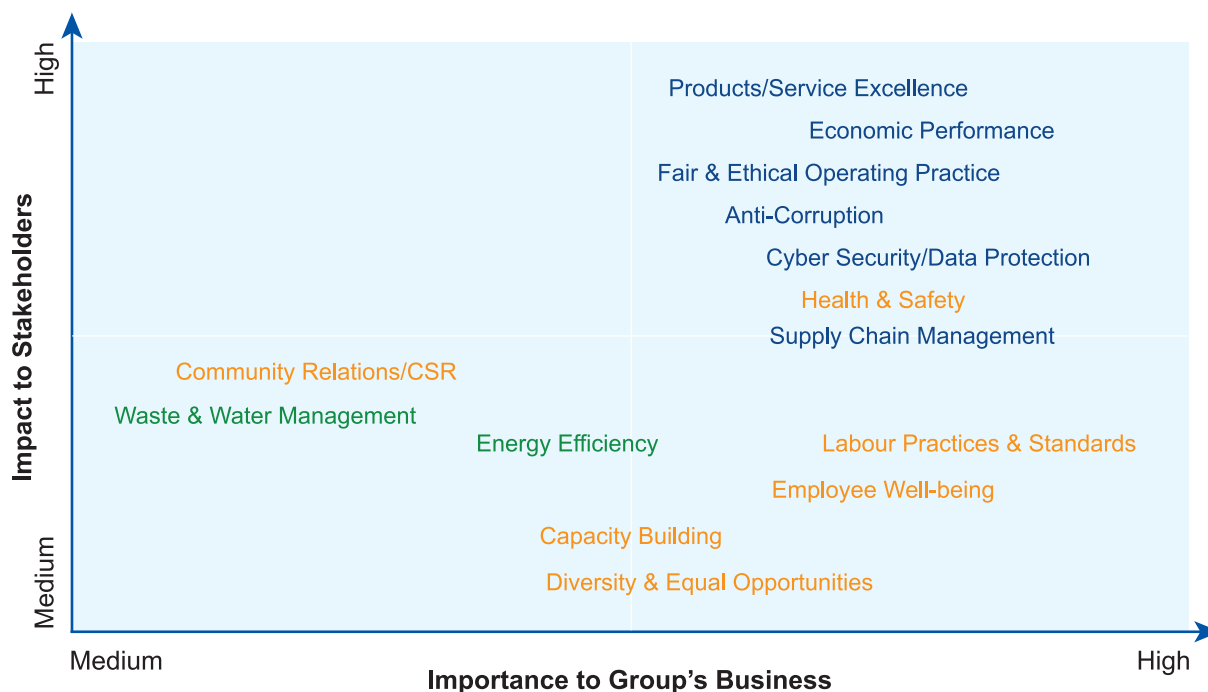 High
Products/Service Excellence
Economic Performance
Fair & Ethical Operating Practice
Anti-Corruption
Cyber Security/Data Protection
Health & Safety
Supply Chain Management
Impact to Stakeholders
Community Relations/CSR
Waste & Water Management
Energy Efficiency
Labour Practices & Standards
Employee Well-being
Capacity Building
Diversity & Equal Opportunities
Medium
Medium
High
Importance to Group's Business